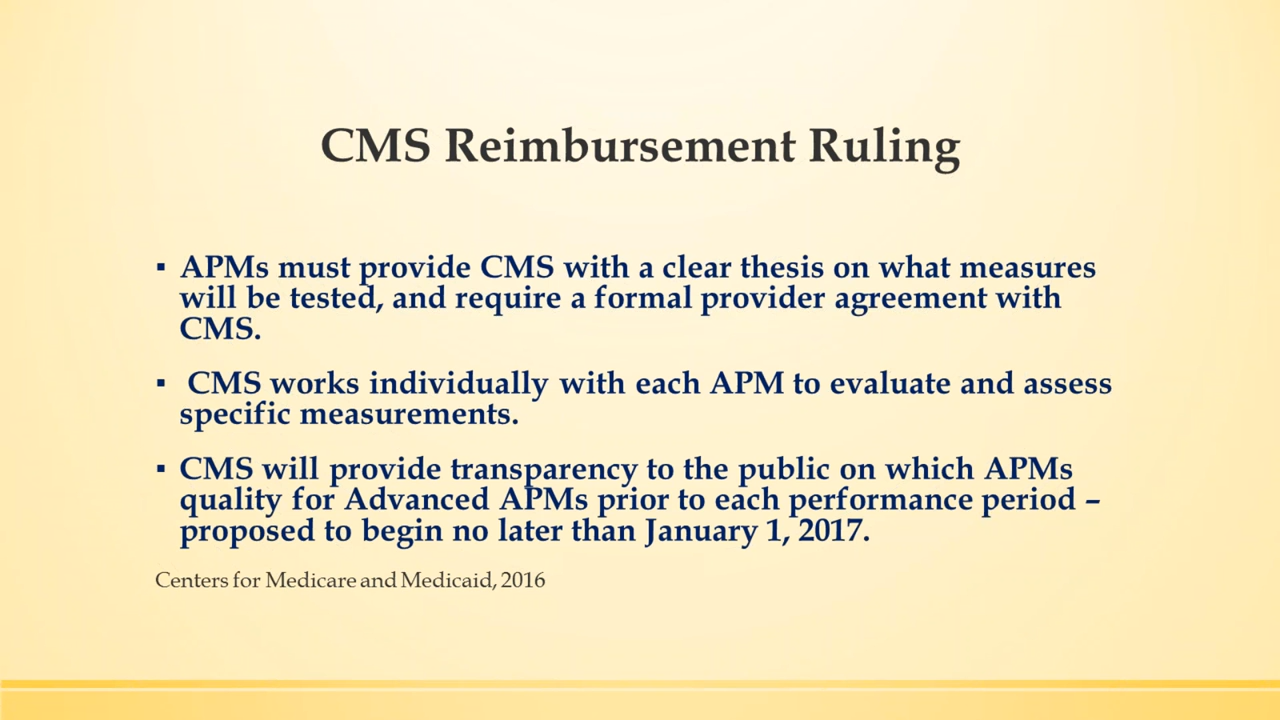 CMS Reimbursement Ruling
▪ APMs must provide CMS with a clear thesis on what measures
will be tested, and require a formal provider agreement with
CMS.
▪ CMS works individually with each APM to evaluate and assess
specific measurements.
▪ CMS will provide transparency to the public on which APMs
quality for Advanced APMs prior to each performance period –
proposed to begin no later than January 1, 2017.
Centers for Medicare and Medicaid, 2016